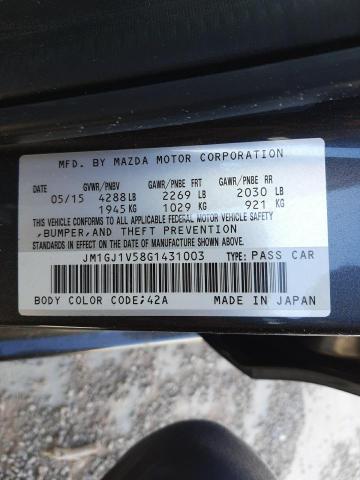 MFD. BY MAZDA MOTOR CORPORATION
DATE GVWR/PNBV GAWR/PNBE FRT GAWR/PNBE RR
05/15 4288 LB 2269 LB 2030 LB
1945 KG 1029 KG 921 KG
THIS VEHICLE CONFORMS TO ALL APPLICABLE FEDERAL MOTOR VEHICLE SAFETY
,BUMPER,AND THEFT PREVENTION
STANDARDS IN EFFECT ON THE DATE OF MANUFACTURE SHOWN ABOVE.
JM1GJ1V58G1431003 TYPE: PASS CAR
BODY COLOR CODE;42A MADE IN JAPAN